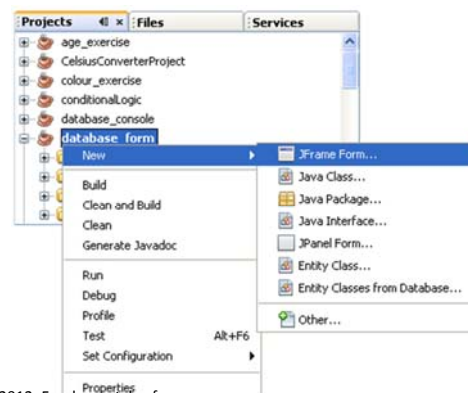 Projects Files Services
age_exercise
CelsiusConverterProject
colour_exercise
conditionalLogic
database_console
database_form
New
JFrame Form...
Java Class...
Java Package...
Java Interface...
JPanel Form...
Entity Class...
Entity Classes from Database...
Other...
Build
Clean and Build
Clean
Generate Javadoc
Run
Debug
Profile
Test Alt+F6
Set Configuration
Properties